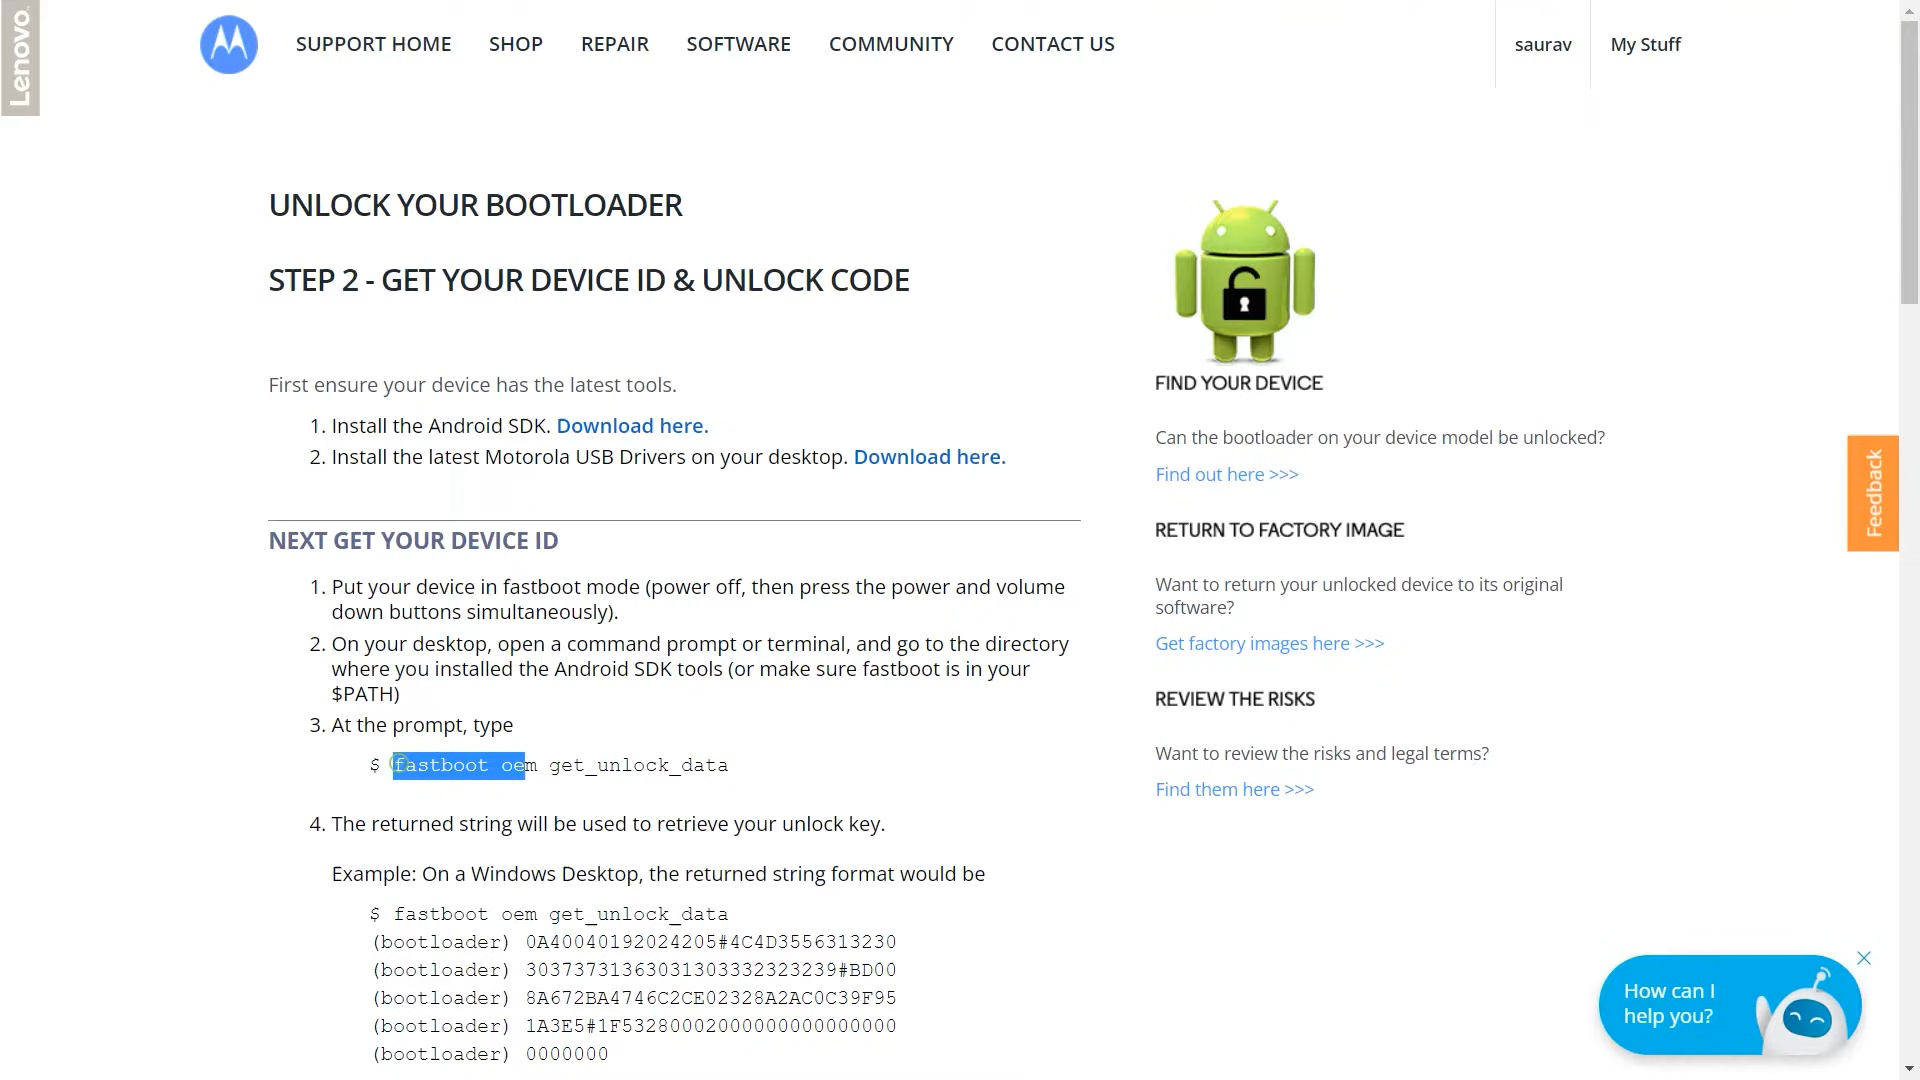 Lenovo.
SUPPORT HOME
SHOP
REPAIR
SOFTWARE
COMMUNITY
CONTACT US
saurav
My Stuff
UNLOCK YOUR BOOTLOADER
STEP 2 - GET YOUR DEVICE ID & UNLOCK CODE
First ensure your device has the latest tools.
1. Install the Android SDK. Download here.
2. Install the latest Motorola USB Drivers on your desktop. Download here.
NEXT GET YOUR DEVICE ID
1. Put your device in fastboot mode (power off, then press the power and volume
down buttons simultaneously).
2. On your desktop, open a command prompt or terminal, and go to the directory
where you installed the Android SDK tools (or make sure fastboot is in your
$PATH)
3. At the prompt, type
$ fastboot oem get_unlock_data
4. The returned string will be used to retrieve your unlock key.
Example: On a Windows Desktop, the returned string format would be
$ fastboot oem get_unlock_data
(bootloader) 0A40040192024205#4C4D3556313230
(bootloader) 30373731363031303332323239#BD00
(bootloader) 8A672BA4746C2CE02328A2AC0C39F95
(bootloader) 1A3E5#1F53280002000000000000000
(bootloader) 0000000
FIND YOUR DEVICE
Can the bootloader on your device model be unlocked?
Find out here >>>
RETURN TO FACTORY IMAGE
Want to return your unlocked device to its original
software?
Get factory images here >>>
REVIEW THE RISKS
Want to review the risks and legal terms?
Find them here >>>
Feedback
How can I
help you?